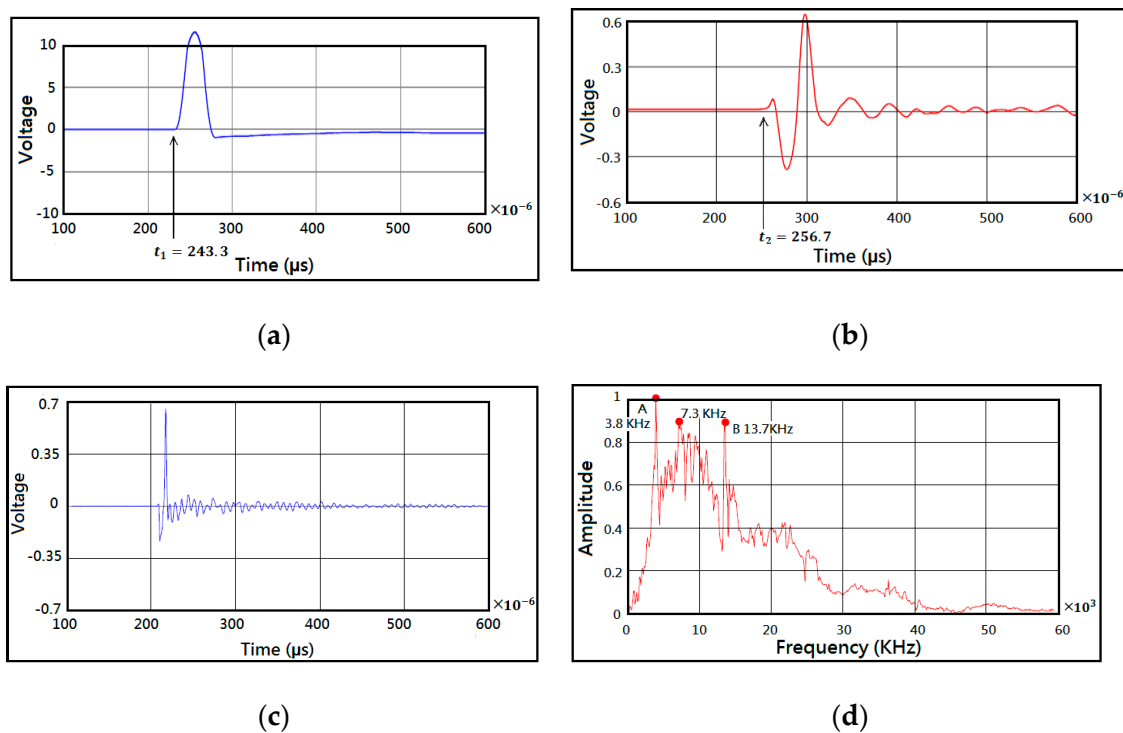 10
5
0
-5
-10
Voltage
100
200
300
400
500
600
×10⁻⁶
t₁ = 243.3
Time (μs)
(a)
0.6
0.3
0
-0.3
-0.6
Voltage
100
200
300
400
500
600
×10⁻⁶
t₂ = 256.7
Time (μs)
(b)
0.7
0.35
0
-0.35
-0.7
Voltage
100
200
300
400
500
600
×10⁻⁶
Time (μs)
(c)
1
0.8
0.6
0.4
0.2
0
Amplitude
A
3.8 KHz
7.3 KHz
B 13.7KHz
0
10
20
30
40
50
60
×10³
Frequency (KHz)
(d)